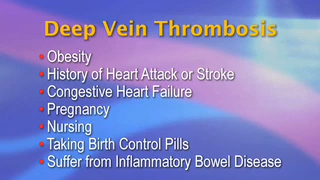 Deep Vein Thrombosis
• Obesity
• History of Heart Attack or Stroke
• Congestive Heart Failure
• Pregnancy
• Nursing
• Taking Birth Control Pills
• Suffer from Inflammatory Bowel Disease